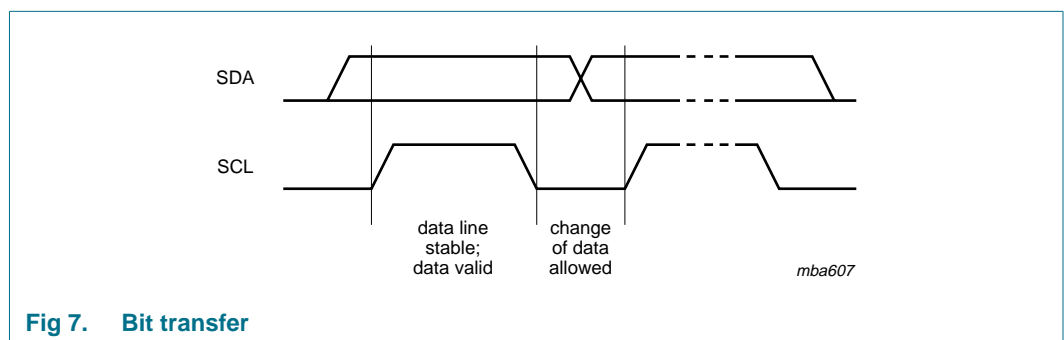 SDA
SCL
data line
stable;
data valid
change
of data
allowed
mba607
Fig 7. Bit transfer